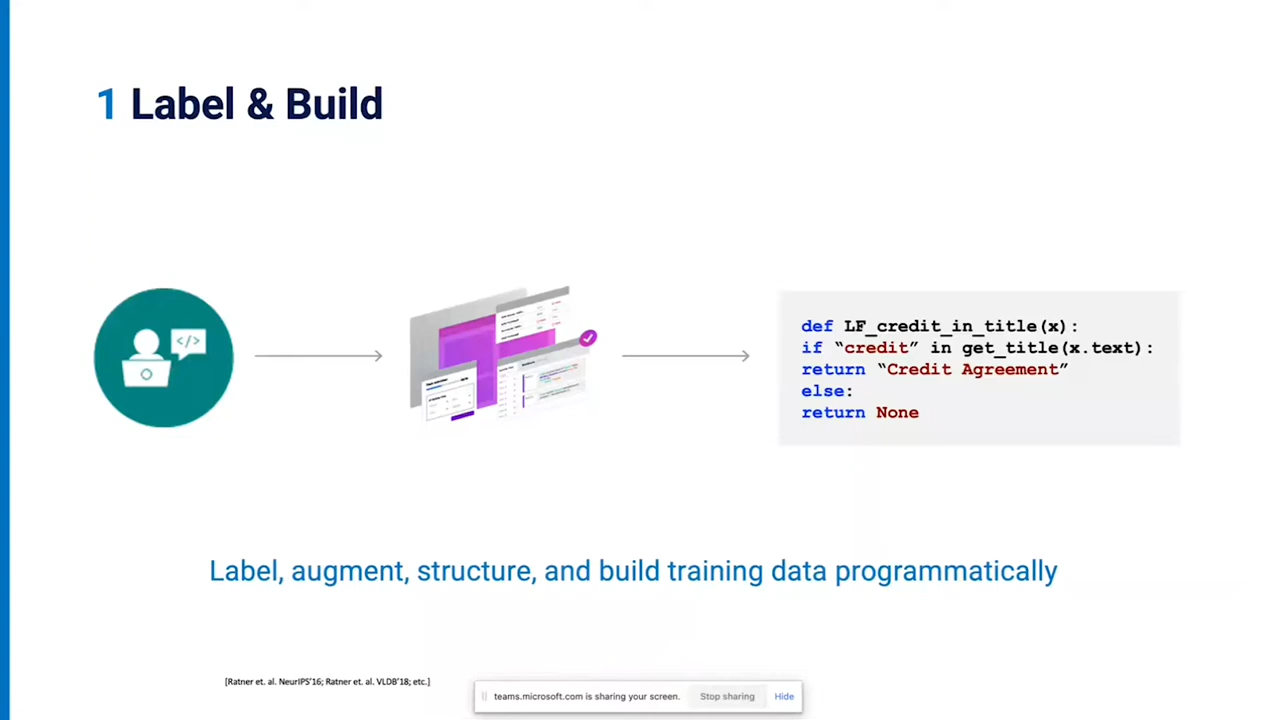 1 Label & Build
</>
def LF_credit_in_title(x):
if “credit” in get_title(x.text):
return “Credit Agreement”
else:
return None
Label, augment, structure, and build training data programmatically
[Ratner et. al. NeurIPS'16; Ratner et. al. VLDB'18; etc.]
teams.microsoft.com is sharing your screen.
Stop sharing
Hide